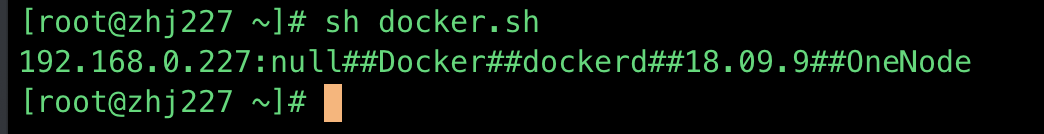 [root@zhj227 ~]# sh docker.sh
192.168.0.227:null##Docker##dockerd##18.09.9##OneNode
[root@zhj227 ~]#